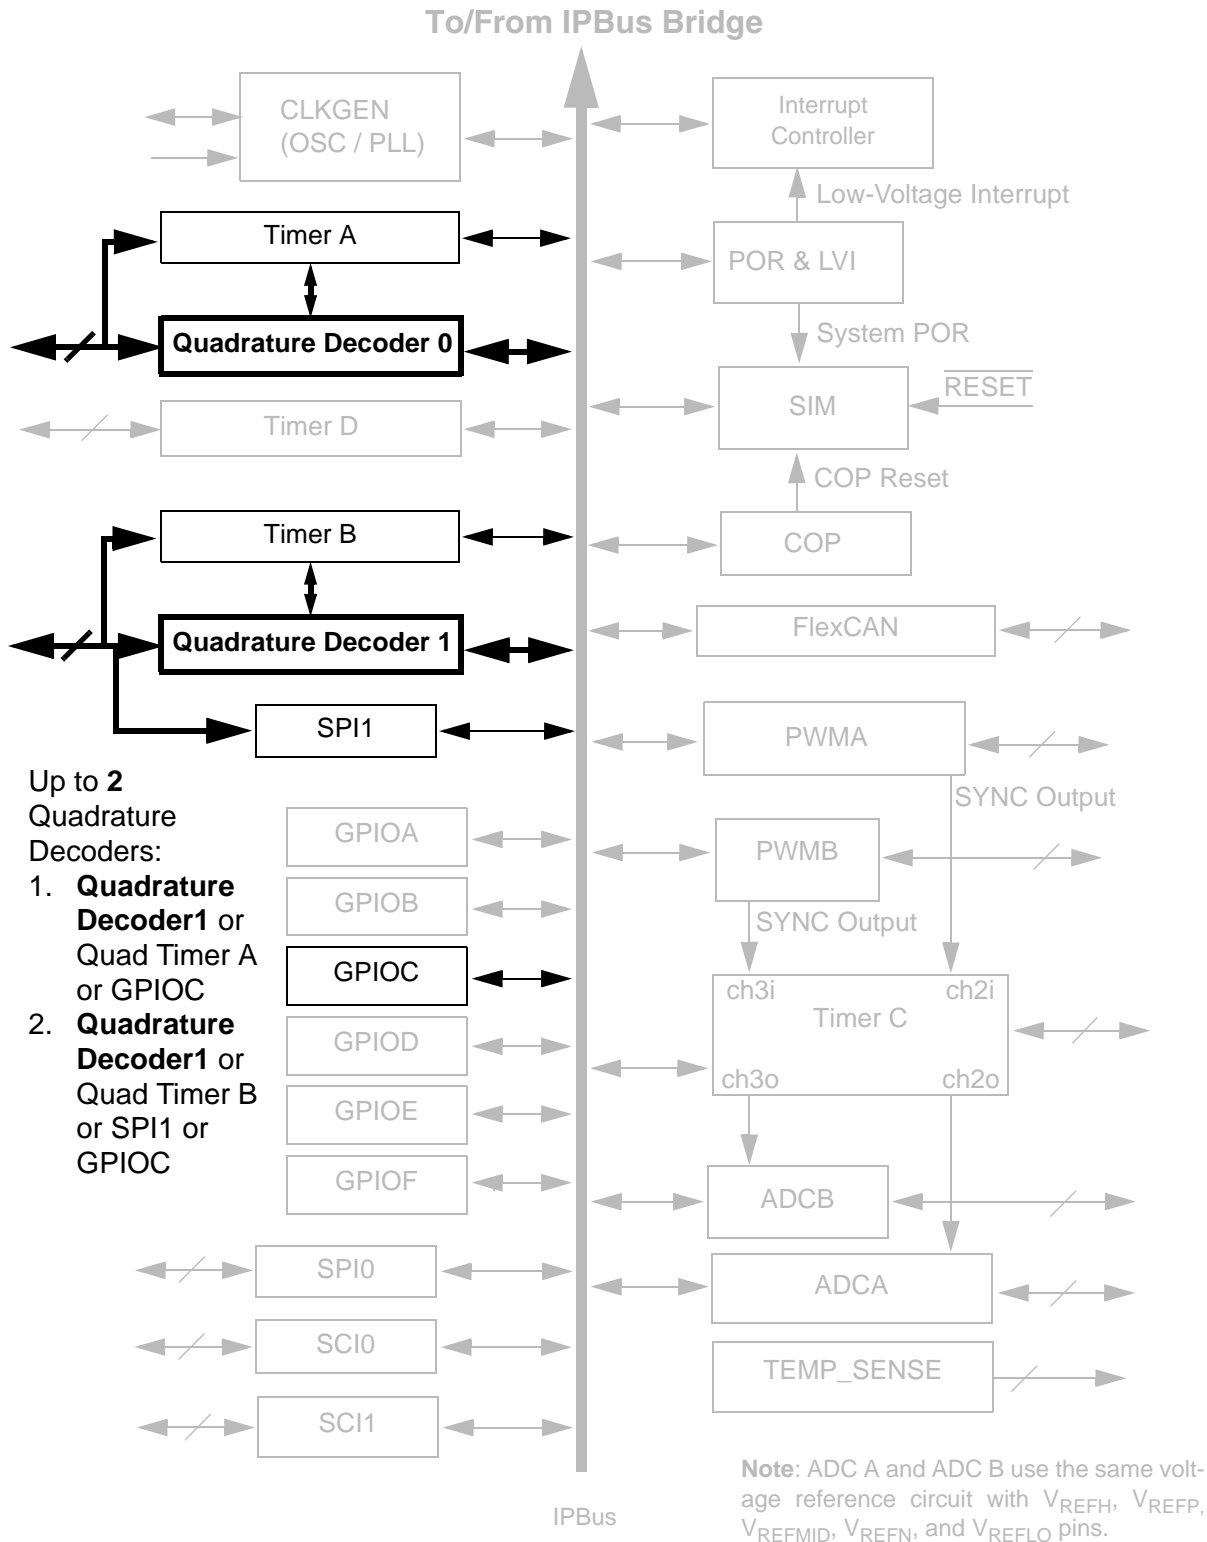 To/From IPBus Bridge
CLKGEN
(OSC / PLL)
Timer A
Quadrature Decoder 0
Timer D
Timer B
Quadrature Decoder 1
SPI1
Up to 2
Quadrature
Decoders:
1. Quadrature
Decoder1 or
Quad Timer A
or GPIOC
2. Quadrature
Decoder1 or
Quad Timer B
or SPI1 or
GPIOC
GPIOA
GPIOB
GPIOC
GPIOD
GPIOE
GPIOF
SPI0
SCI0
SCI1
IPBus
Interrupt
Controller
Low-Voltage Interrupt
POR & LVI
System POR
SIM
RESET
COP Reset
COP
FlexCAN
PWMA
SYNC Output
PWMB
SYNC Output
ch3i ch2i
Timer C
ch3o ch2o
ADCB
ADCA
TEMP_SENSE
Note: ADC A and ADC B use the same volt-
age reference circuit with VREFH, VREFP,
VREFMID, VREFN, and VREFLO pins.